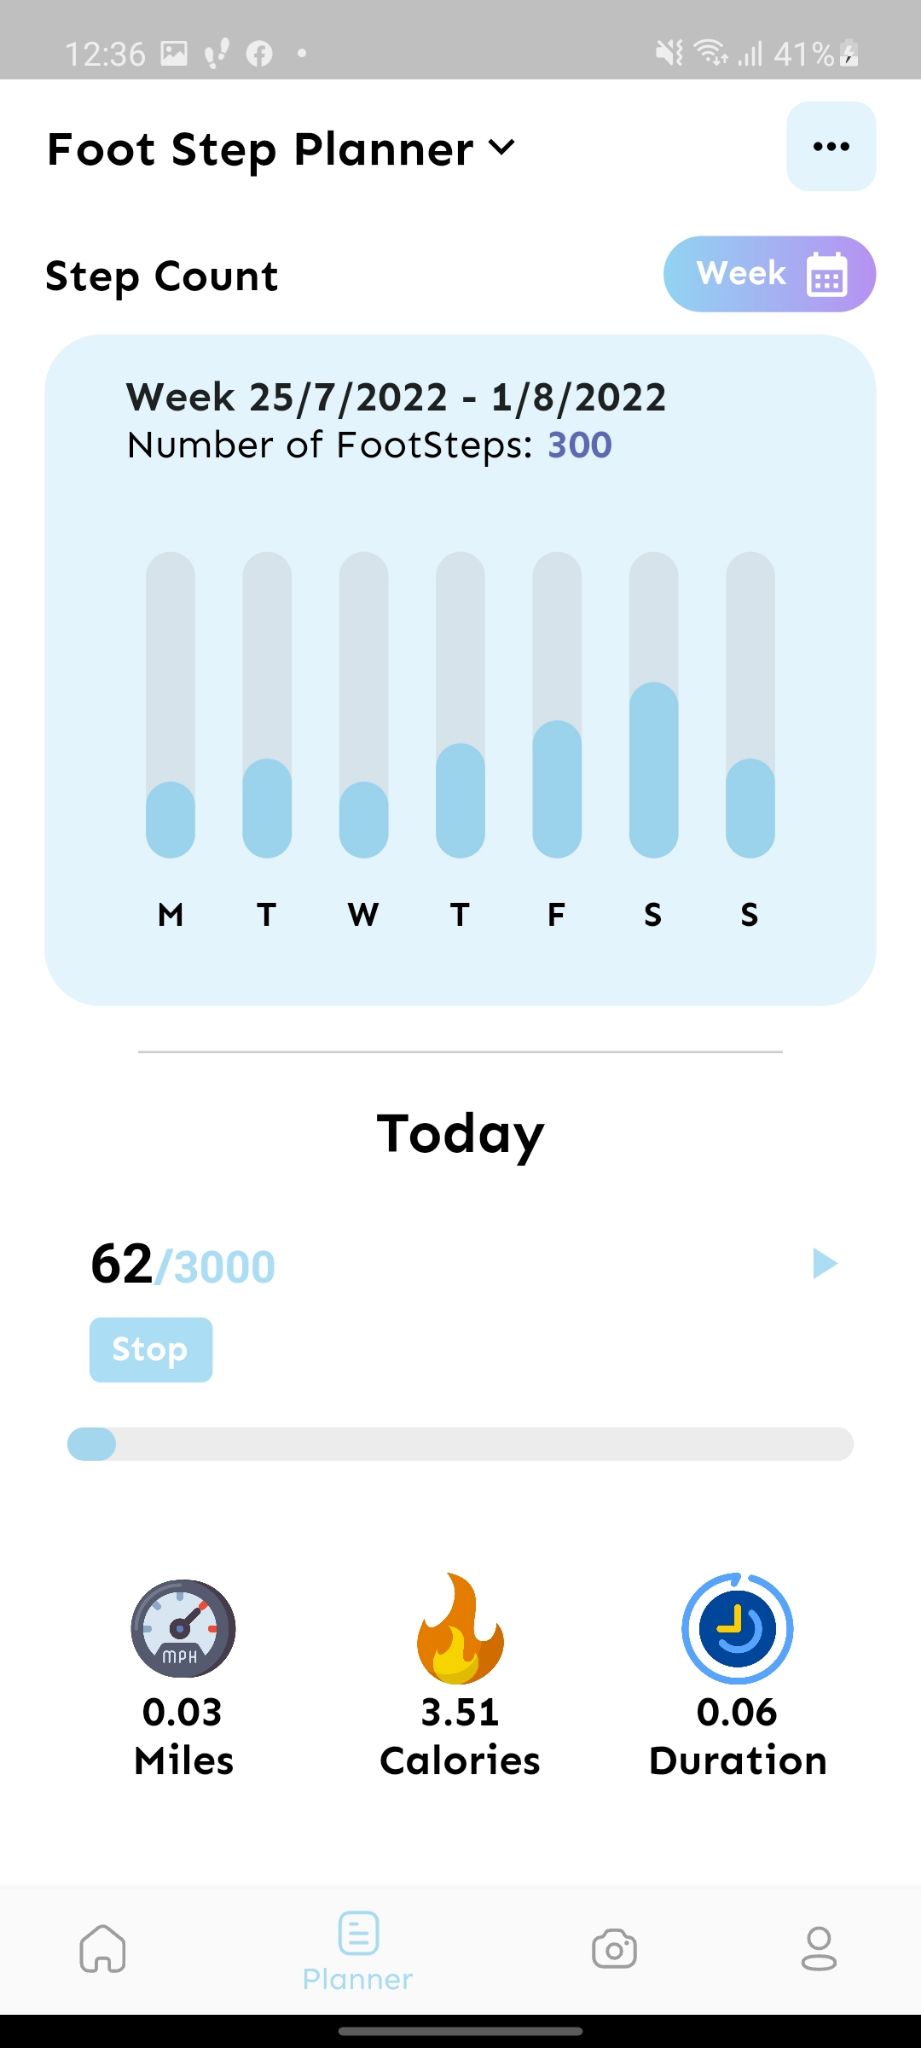 12:36 41%
Foot Step Planner
Step Count
Week
Week 25/7/2022 - 1/8/2022
Number of FootSteps: 300
M T W T F S S
Today
62/3000
Stop
MPH
0.03 3.51 0.06
Miles Calories Duration
Planner